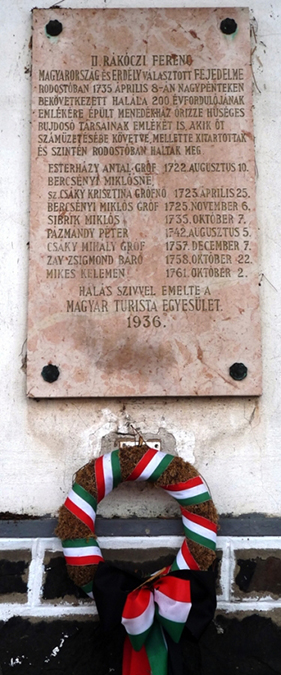 II. RÁKÓCZI FERENC
MAGYARORSZÁG ÉS ERDÉLY VÁLASZTOTT FEJEDELME
RODOSTÓBAN 1735 ÁPRILIS 8-ÁN NAGYPÉNTEKEN
BEKÖVETKEZETT HALÁLA 200. ÉVFORDULÓJÁNAK
EMLÉKÉRE ÉPÜLT MENEDÉKHÁZ ŐRIZZE HŰSÉGES
BUJDOSÓ TÁRSAINAK EMLÉKÉT IS, AKIK ŐT
SZÁMŰZETÉSÉBE KÖVETVE, MELLETTE KITARTOTTAK
ÉS SZINTÉN RODOSTÓBAN HALTAK MEG
ESTERHÁZY ANTAL GRÓF 1722. AUGUSZTUS 10.
BERCSÉNYI MIKLÓSNÉ
SZ. CSÁKY KRISZTINA GRÓFNŐ 1723 ÁPRILIS 25.
BERCSÉNYI MIKLÓS GRÓF 1725. NOVEMBER 6.
SIBRIK MIKLÓS 1735. OKTÓBER 7.
PÁZMÁNDY PÉTER 1742. AUGUSZTUS 5.
CSÁKY MIHÁLY GRÓF 1757. DECEMBER 7.
ZAY ZSIGMOND BÁRÓ 1758. OKTÓBER 22.
MIKES KELEMEN 1761. OKTÓBER 2.
HÁLÁS SZÍVVEL EMELTE A
MAGYAR TURISTA EGYESÜLET.
1936.